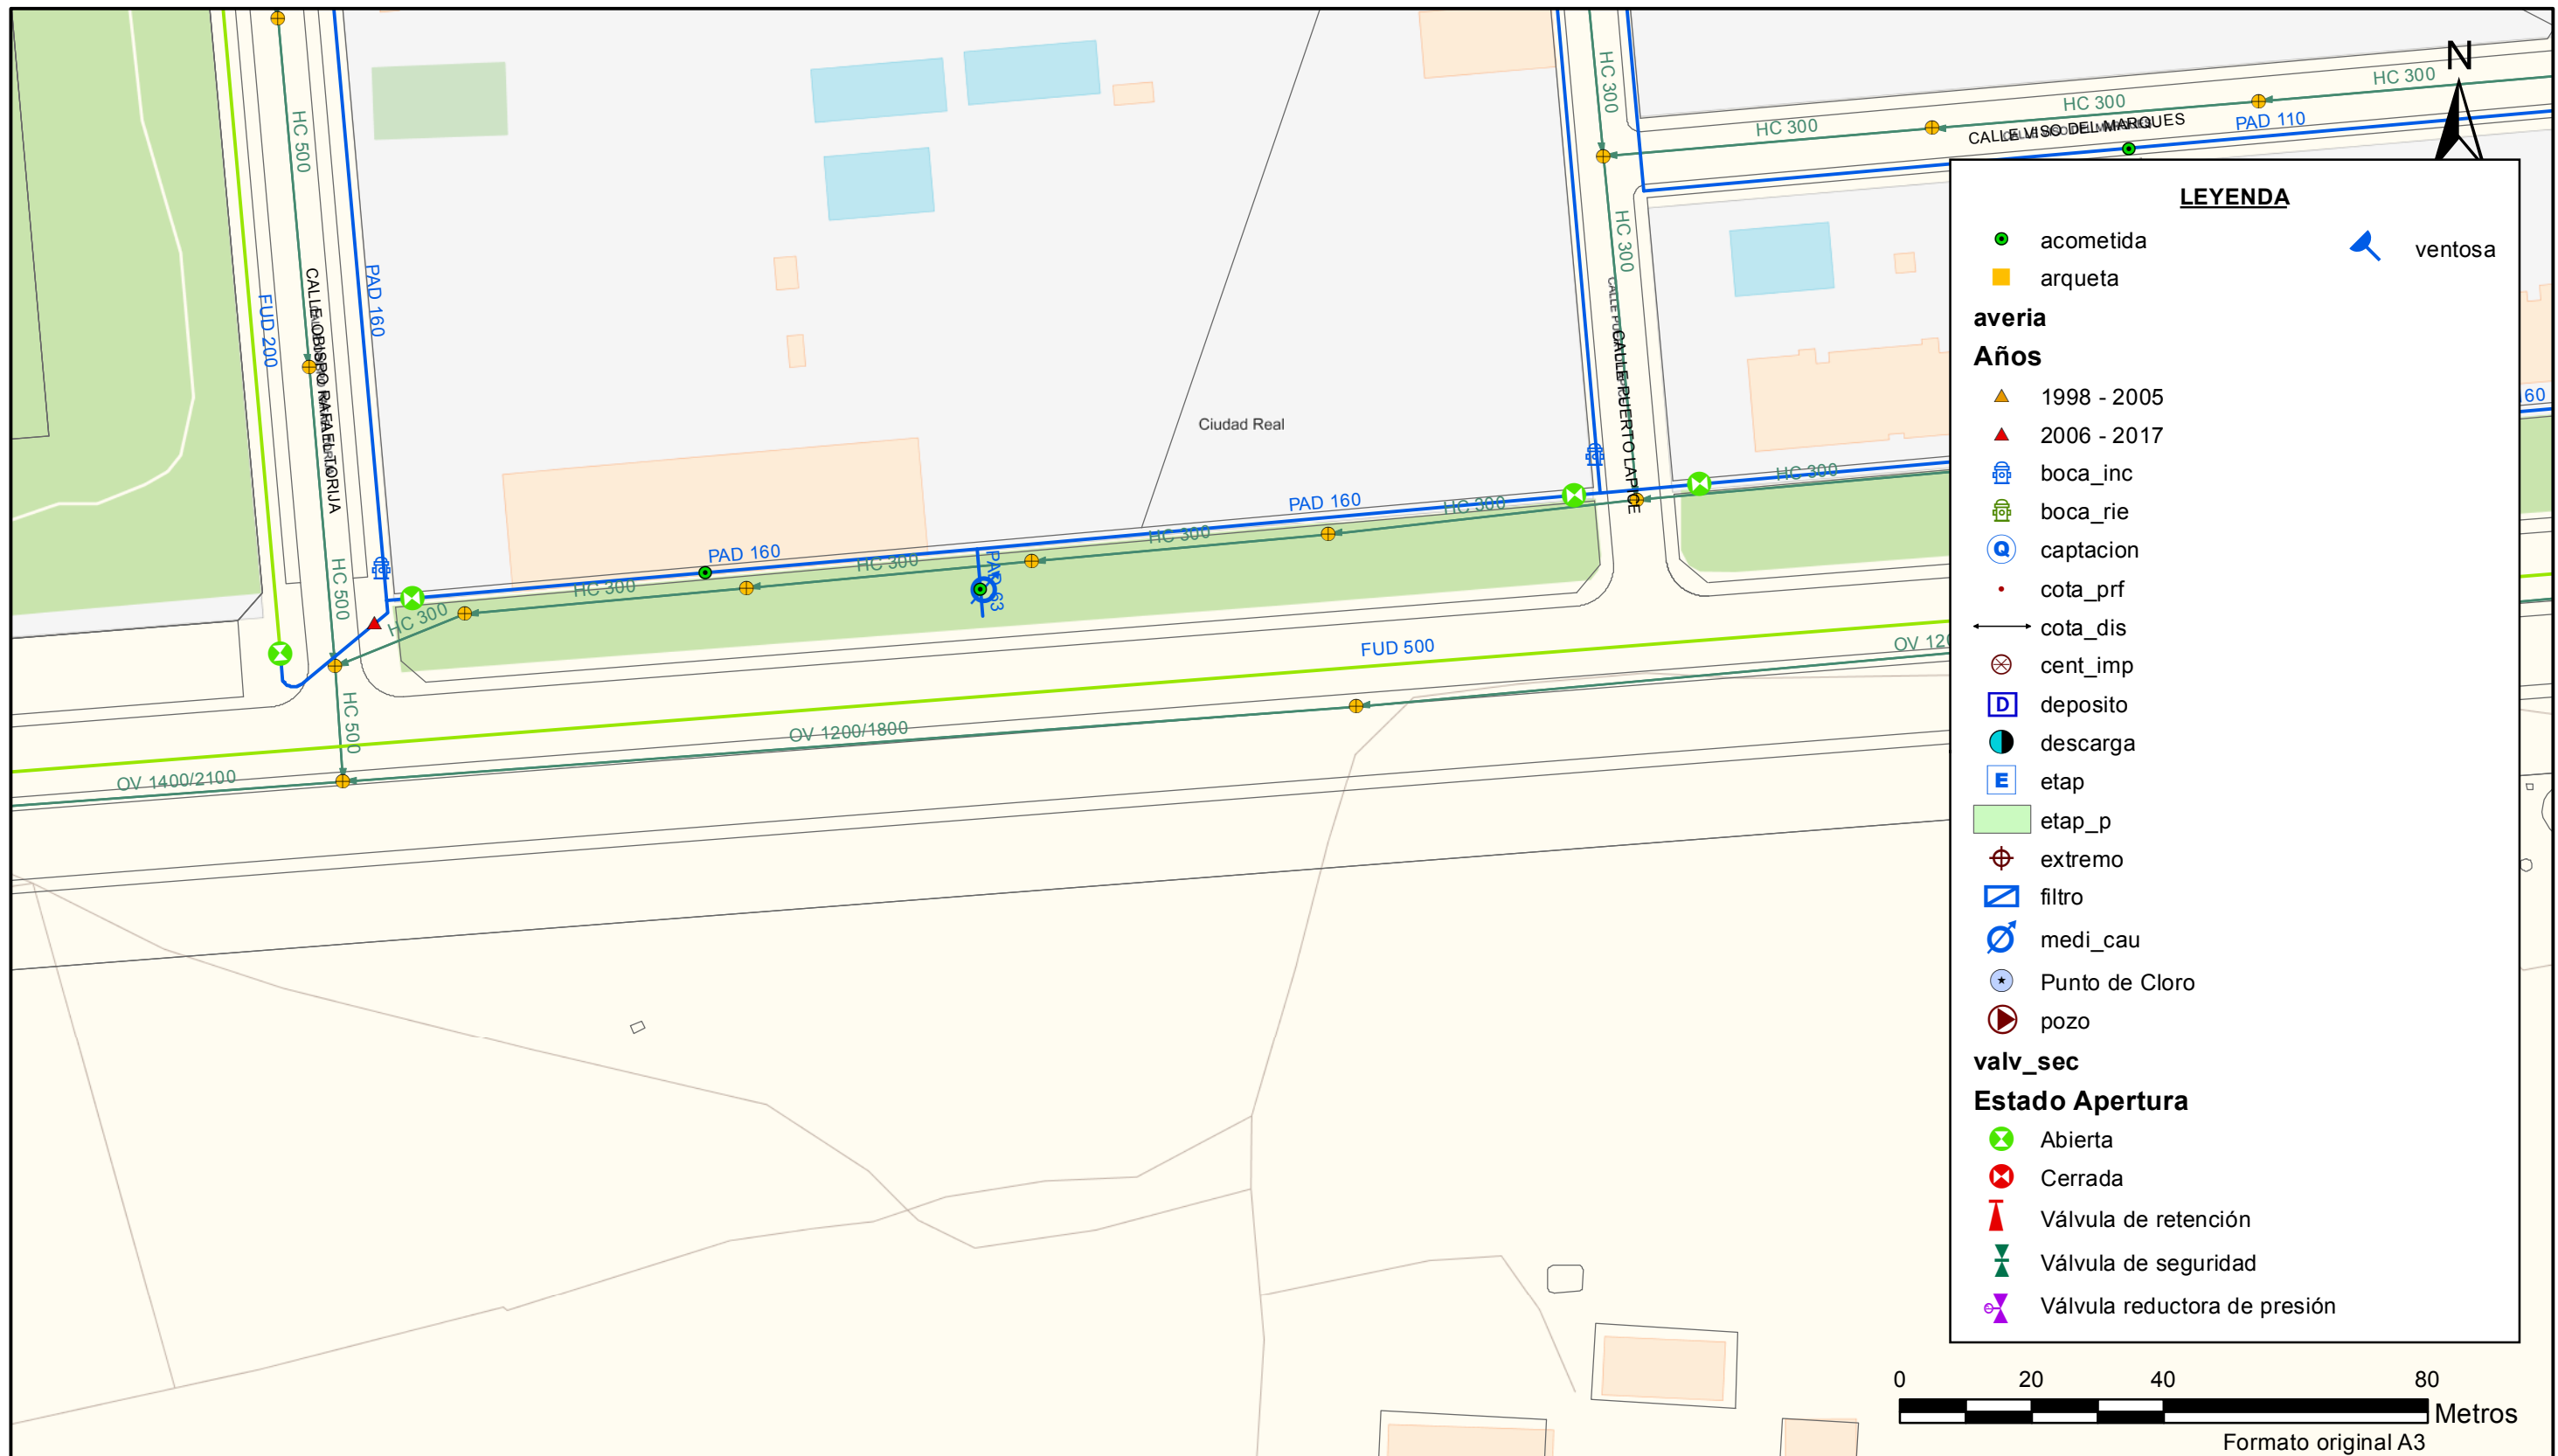 HC 300
HC 300
HC 300
HC 300
N
CALLE VISO DEL MARQUES
PAD 110
HC 500
HC 300
PAD 160
FUD 200
CALLE OBISPO RAFAEL TORIJA
CALLE PUERTO LAPICE
Ciudad Real
PAD 160
HC 300
HC 300
HC 300
PAD 160
HC 300
HC 300
PAD 63
HC 300
HC 500
HC 300
FUD 500
HC 500
OV 1200/1800
OV 1400/2100
LEYENDA
acometida
ventosa
arqueta
averia
Años
1998 - 2005
2006 - 2017
boca_inc
boca_rie
Q captacion
cota_prf
cota_dis
cent_imp
D deposito
descarga
E etap
etap_p
extremo
filtro
medi_cau
Punto de Cloro
pozo
valv_sec
Estado Apertura
Abierta
Cerrada
Válvula de retención
Válvula de seguridad
Válvula reductora de presión
0 20 40 80
Metros
Formato original A3